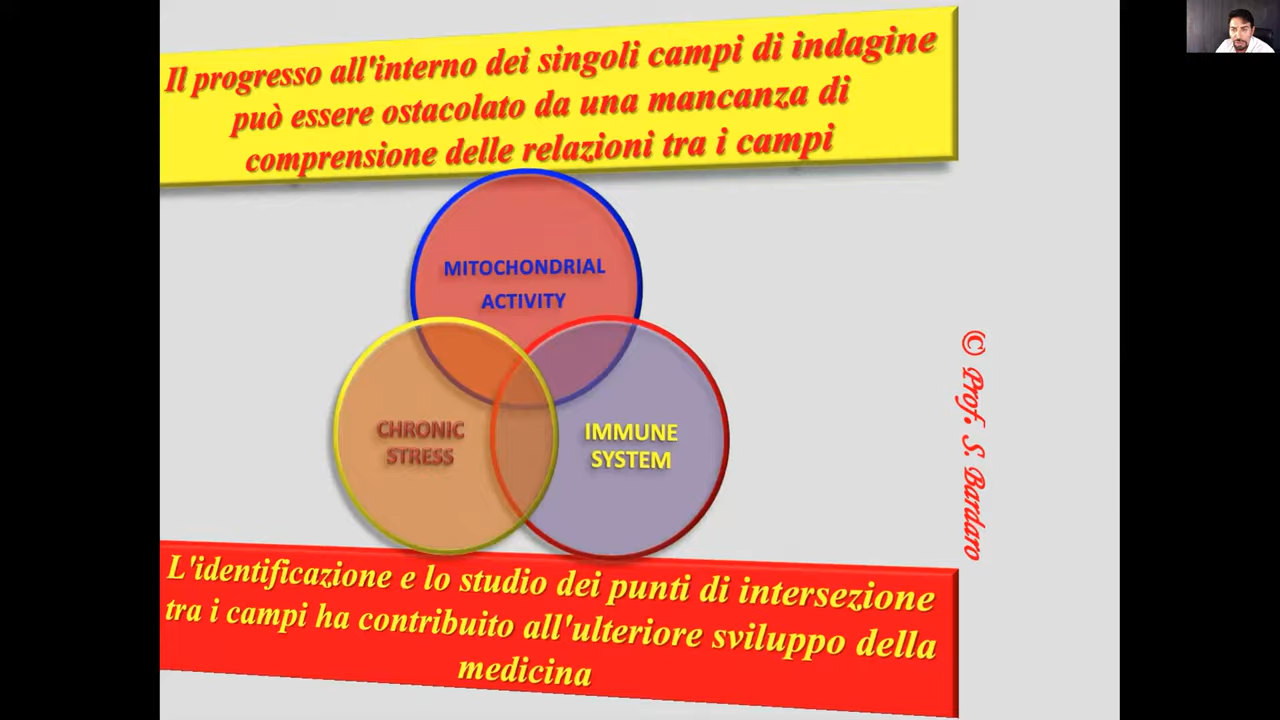 Il progresso all'interno dei singoli campi di indagine
può essere ostacolato da una mancanza di
comprensione delle relazioni tra i campi
MITOCHONDRIAL
ACTIVITY
CHRONIC
STRESS
IMMUNE
SYSTEM
© Prof. S. Bardaro
L'identificazione e lo studio dei punti di intersezione
tra i campi ha contribuito all'ulteriore sviluppo della
medicina